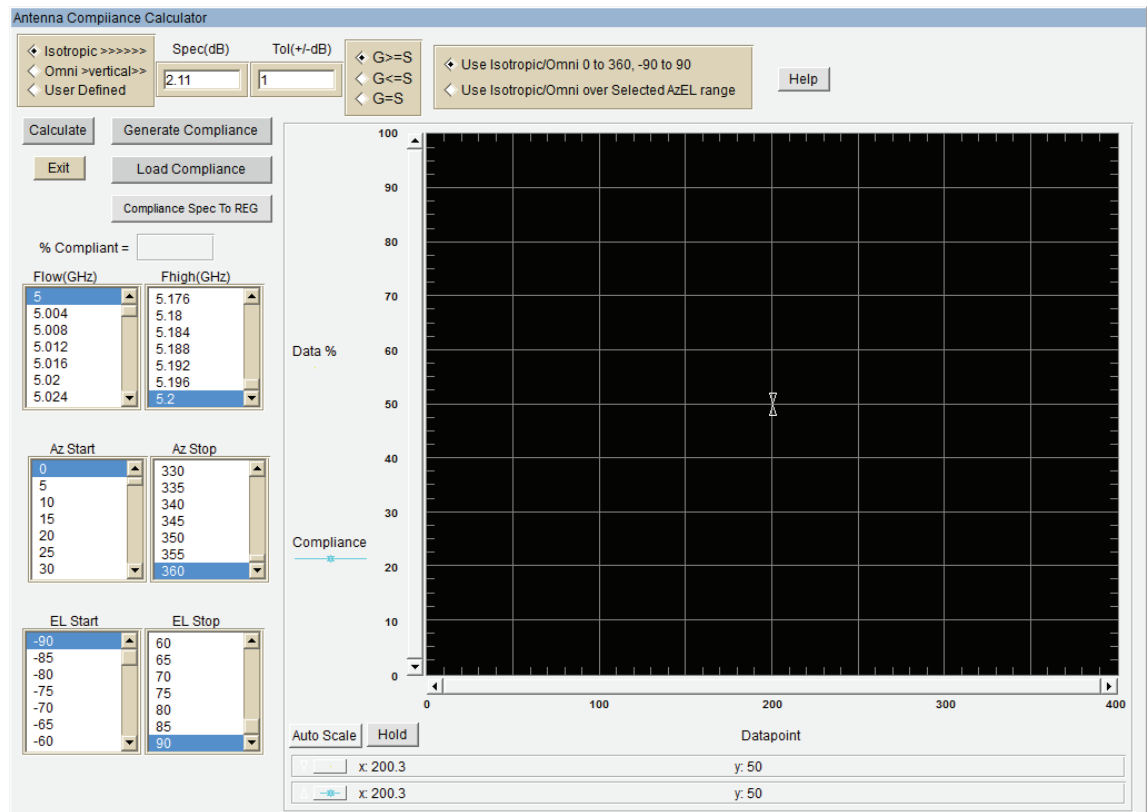 Antenna Compliance Calculator
Isotropic >>>>>>
Omni >vertical>>
User Defined
Spec(dB)
2.11
Tol(+/-dB)
1
G>=S
G<=S
G=S
Use Isotropic/Omni 0 to 360, -90 to 90
Use Isotropic/Omni over Selected AzEL range
Help
Calculate
Generate Compliance
Exit
Load Compliance
Compliance Spec To REG
% Compliant =
Flow(GHz)
5
5.004
5.008
5.012
5.016
5.02
5.024
Fhigh(GHz)
5.176
5.18
5.184
5.188
5.192
5.196
5.2
Az Start
0
5
10
15
20
25
30
Az Stop
330
335
340
345
350
355
360
EL Start
-90
-85
-80
-75
-70
-65
-60
EL Stop
60
65
70
75
80
85
90
Data %
Compliance
100
90
80
70
60
50
40
30
20
10
0
0 100 200 300 400
Auto Scale
Hold
Datapoint
x: 200.3 y: 50
x: 200.3 y: 50